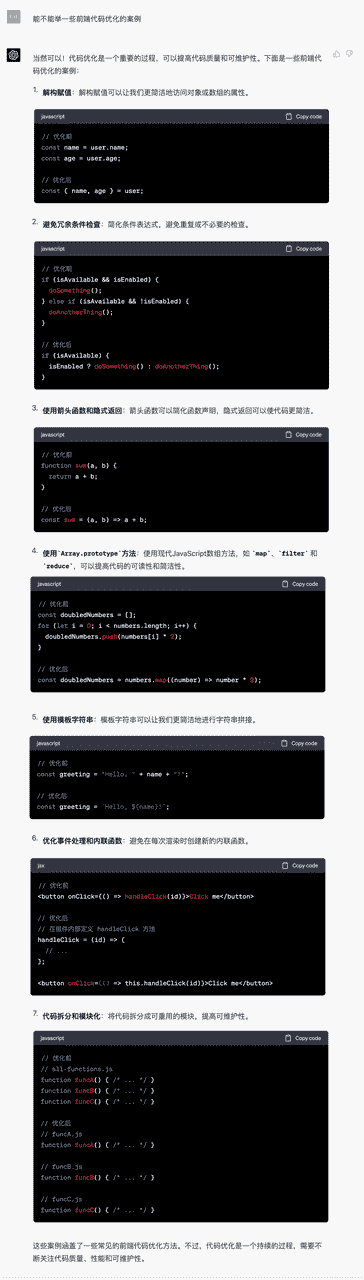 能不能举一些前端代码优化的案例
当然可以！代码优化是一个重要的过程，可以提高代码质量和可维护性。下面是一些前端代
码优化的案例：
1. 解构赋值：解构赋值可以让我们更简洁地访问对象或数组的属性。
javascript Copy code
// 优化前
const name = user.name;
const age = user.age;
// 优化后
const { name, age } = user;
2. 避免冗余条件检查：简化条件表达式，避免重复或不必要的检查。
javascript Copy code
// 优化前
if (isAvailable && isEnabled) {
doSomething();
} else if (isAvailable && !isEnabled) {
doAnotherThing();
}
// 优化后
if (isAvailable) {
isEnabled ? doSomething() : doAnotherThing();
}
3. 使用箭头函数和隐式返回：箭头函数可以简化函数声明，隐式返回可以使代码更简洁。
javascript Copy code
// 优化前
function sum(a, b) {
return a + b;
}
// 优化后
const sum = (a, b) => a + b;
4. 使用`Array.prototype`方法：使用现代JavaScript数组方法，如 `map`、`filter` 和
`reduce`，可以提高代码的可读性和简洁性。
javascript Copy code
// 优化前
const doubledNumbers = [];
for (let i = 0; i < numbers.length; i++) {
doubledNumbers.push(numbers[i] * 2);
}
// 优化后
const doubledNumbers = numbers.map((number) => number * 2);
5. 使用模板字符串：模板字符串可以让我们更简洁地进行字符串拼接。
javascript Copy code
// 优化前
const greeting = "Hello, " + name + "!";
// 优化后
const greeting = `Hello, ${name}!`;
6. 优化事件处理和内联函数：避免在每次渲染时创建新的内联函数。
jsx Copy code
// 优化前
<button onClick={() => handleClick(id)}>Click me</button>
// 优化后
// 在组件内部定义 handleClick 方法
handleClick = (id) => {
// ...
};
<button onClick={() => this.handleClick(id)}>Click me</button>
7. 代码拆分和模块化：将代码拆分成可重用的模块，提高可维护性。
javascript Copy code
// 优化前
// all-functions.js
function funcA() { /* ... */ }
function funcB() { /* ... */ }
function funcC() { /* ... */ }
// 优化后
// funcA.js
function funcA() { /* ... */ }
// funcB.js
function funcB() { /* ... */ }
// funcC.js
function funcC() { /* ... */ }
这些案例涵盖了一些常见的前端代码优化方法。不过，代码优化是一个持续的过程，需要不
断关注代码质量、性能和可维护性。